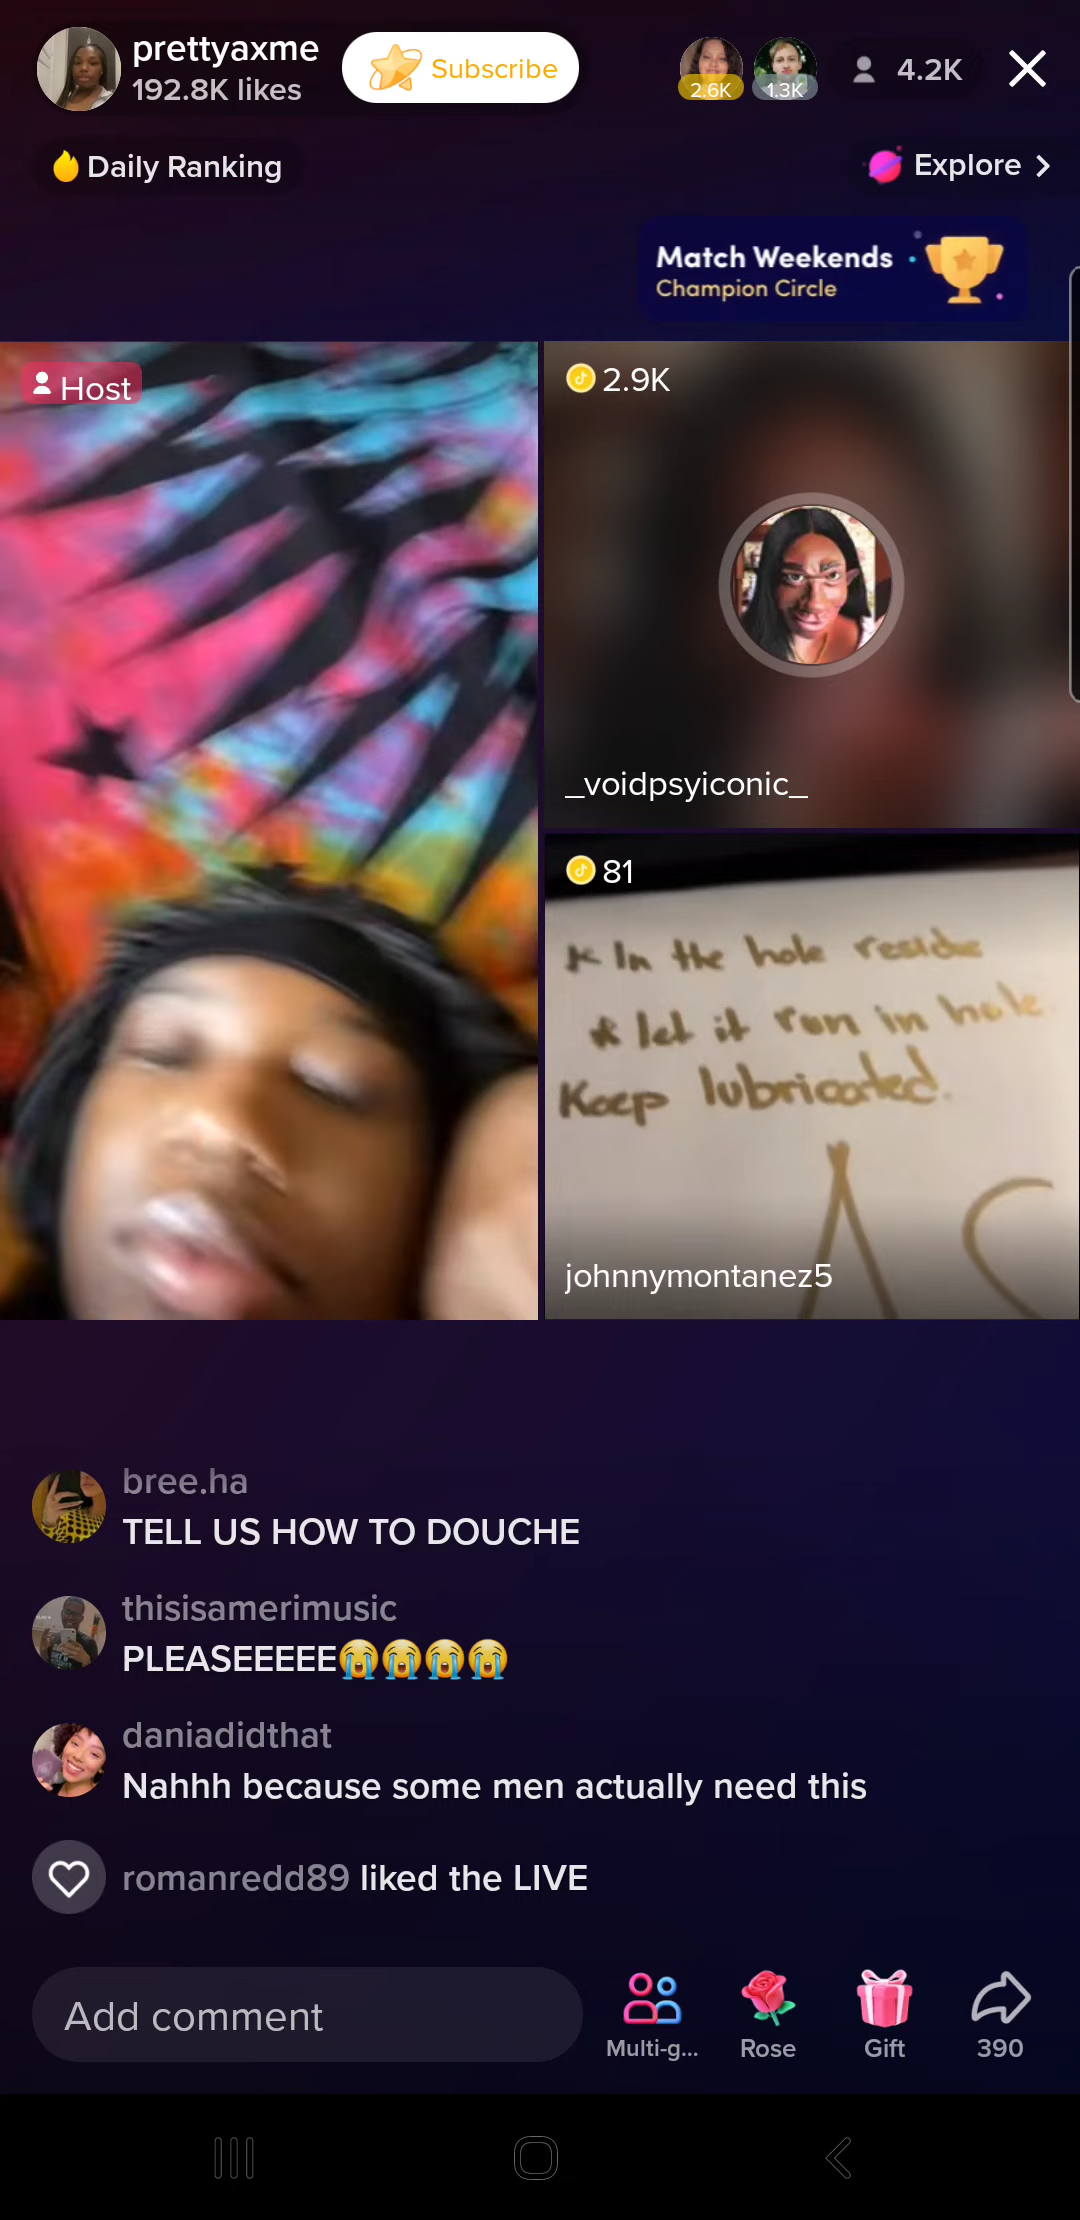 prettyaxme
192.8K likes
Subscribe
2.6K
1.3K
4.2K
Daily Ranking
Explore
Match Weekends
Champion Circle
Host
2.9K
_voidpsyiconic_
81
In the hole reside
let it run in hole
Keep lubricated.
johnnymontanez5
bree.ha
TELL US HOW TO DOUCHE
thisisamerimusic
PLEASEEEEE😭😭😭😭
daniadidthat
Nahhh because some men actually need this
romanredd89 liked the LIVE
Add comment
Multi-g...
Rose
Gift
390